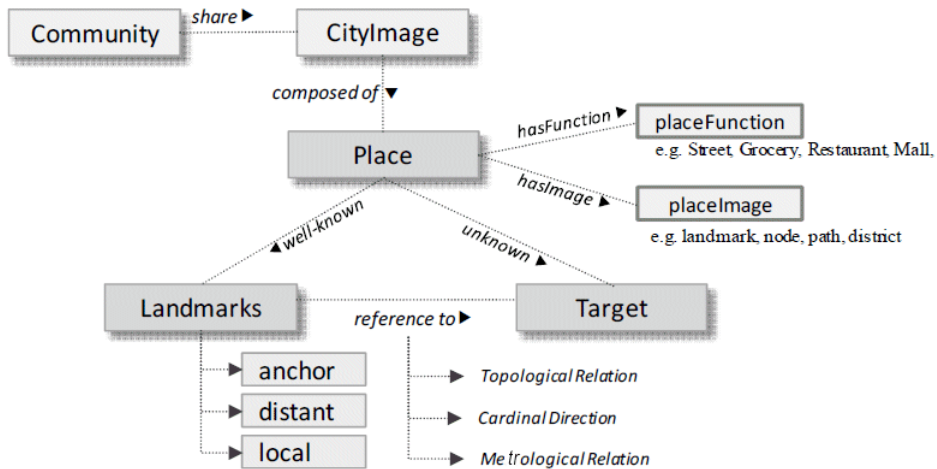 share ▶
Community
CityImage
composed of ▼
hasFunction ▶
placeFunction
e.g. Street, Grocery, Restaurant, Mall,
Place
hasImage ▶
placeImage
e.g. landmark, node, path, district
◀ well-known
unknown ▶
Landmarks
reference to ▶
Target
anchor
distant
local
Topological Relation
Cardinal Direction
Metrological Relation